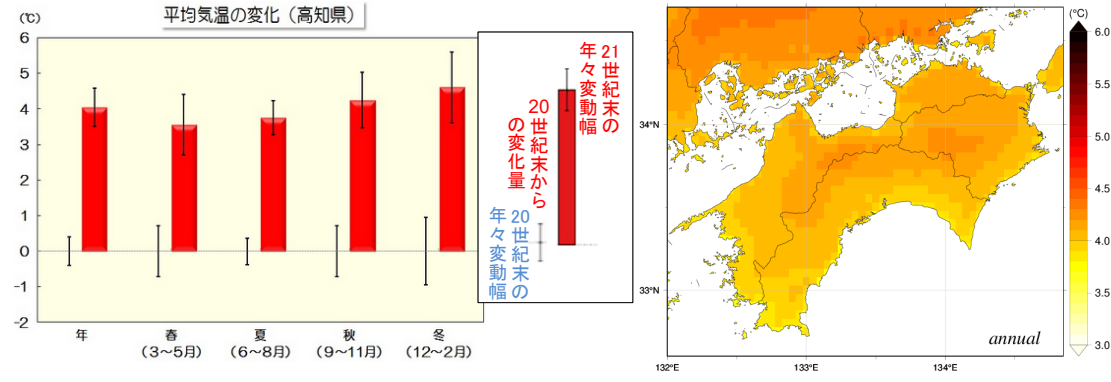 平均気温の変化（高知県）
(℃)
6
5
4
3
2
1
0
-1
-2
年
春
（3～5月）
夏
（6～8月）
秋
（9～11月）
冬
（12～2月）
21世紀末の
年々変動幅
20世紀末から
の変化量
20世紀末の
年々変動幅
34°N
33°N
132°E
133°E
134°E
annual
(°C)
6.0
5.5
5.0
4.5
4.0
3.5
3.0